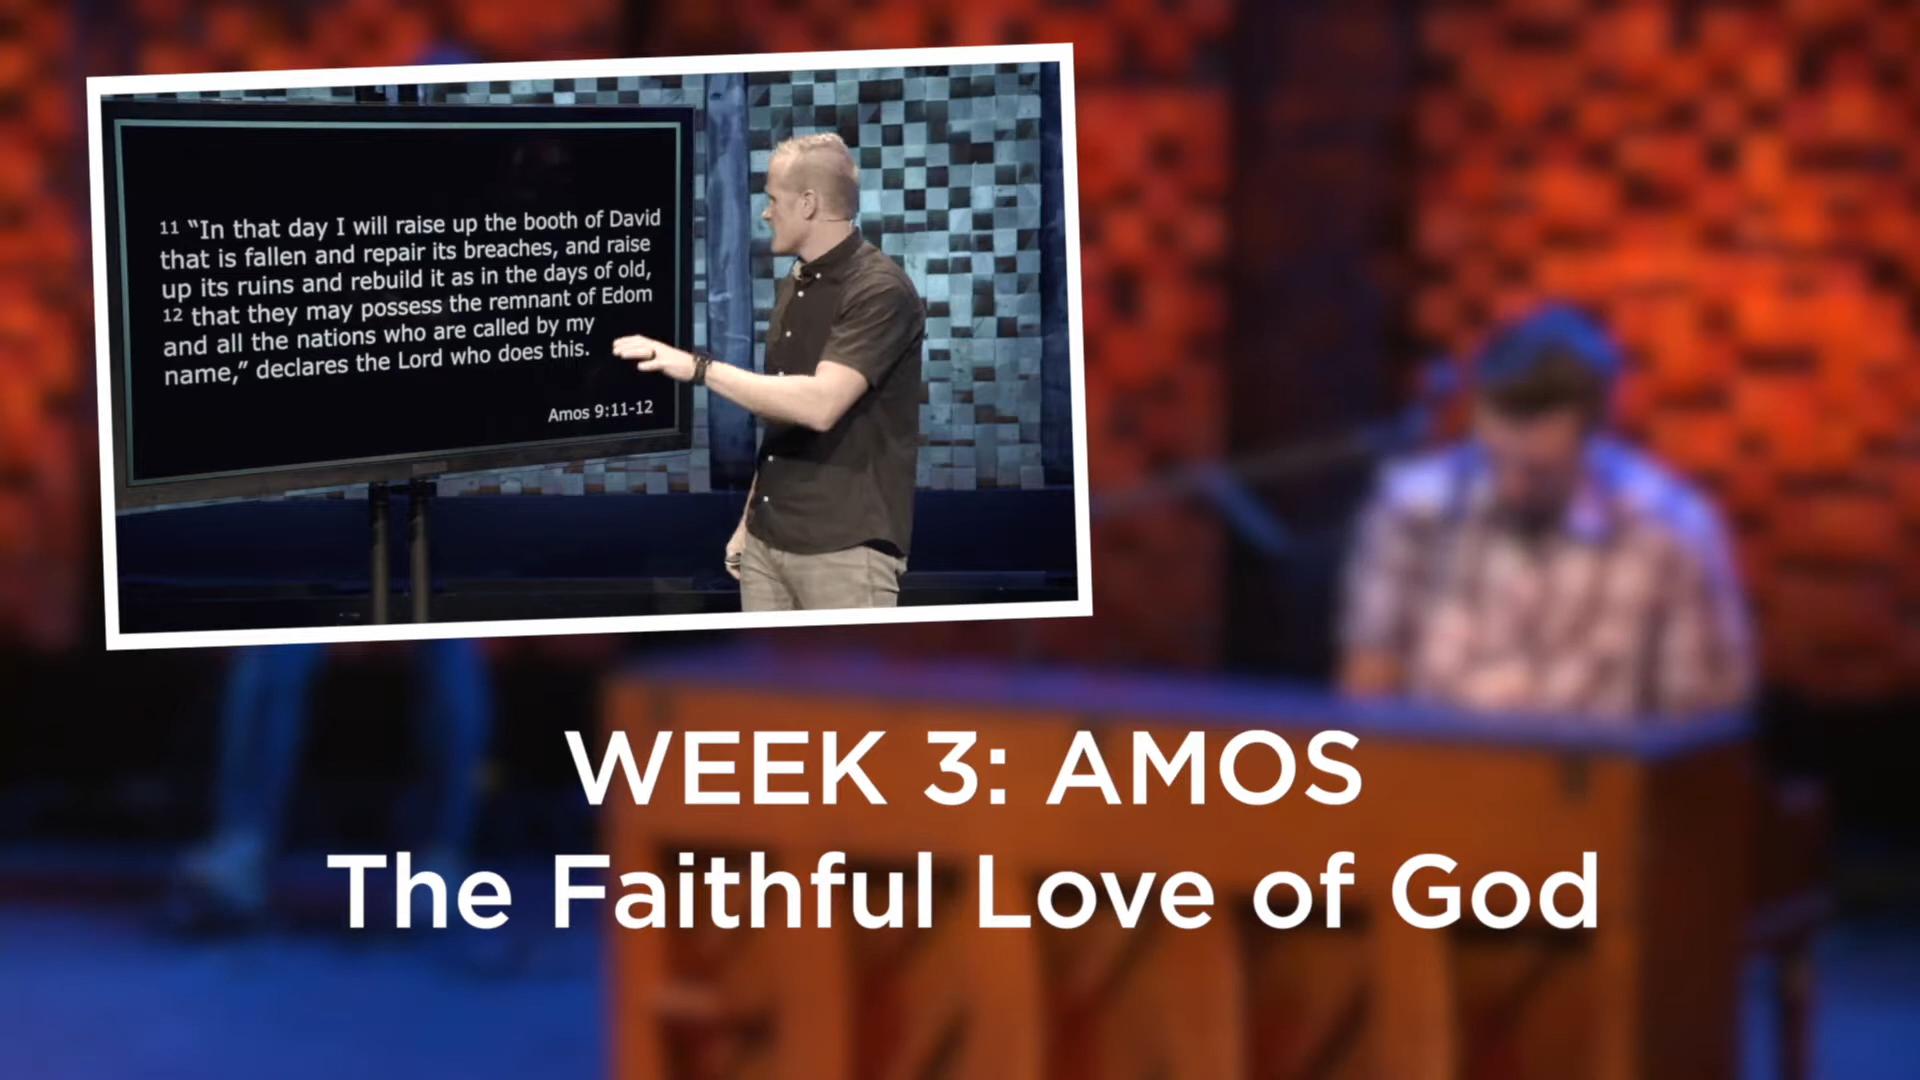 11 “In that day I will raise up the booth of David
that is fallen and repair its breaches, and raise
up its ruins and rebuild it as in the days of old,
12 that they may possess the remnant of Edom
and all the nations who are called by my
name,” declares the Lord who does this.
Amos 9:11-12
WEEK 3: AMOS
The Faithful Love of God